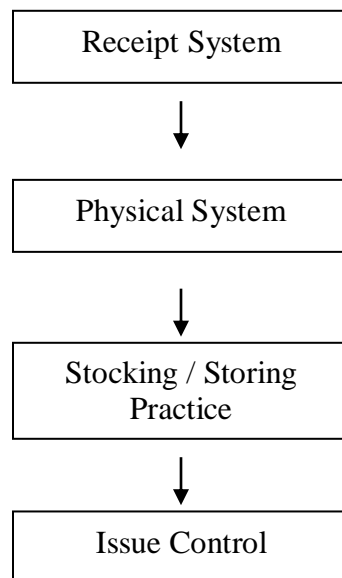 Receipt System
Physical System
Stocking / Storing
Practice
Issue Control